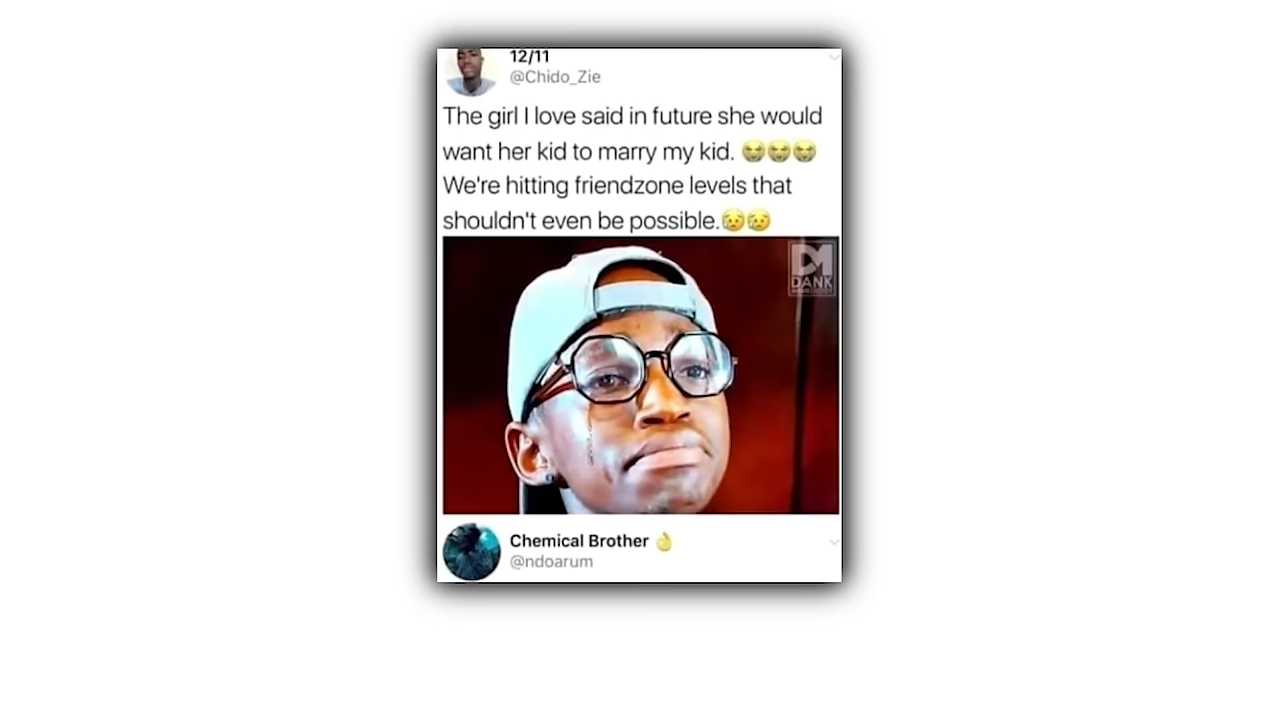 12/11
@Chido_Zie
The girl I love said in future she would
want her kid to marry my kid. 😭😭😭
We're hitting friendzone levels that
shouldn't even be possible.😥😥
DM
DANK
Chemical Brother 👌
@ndoarum